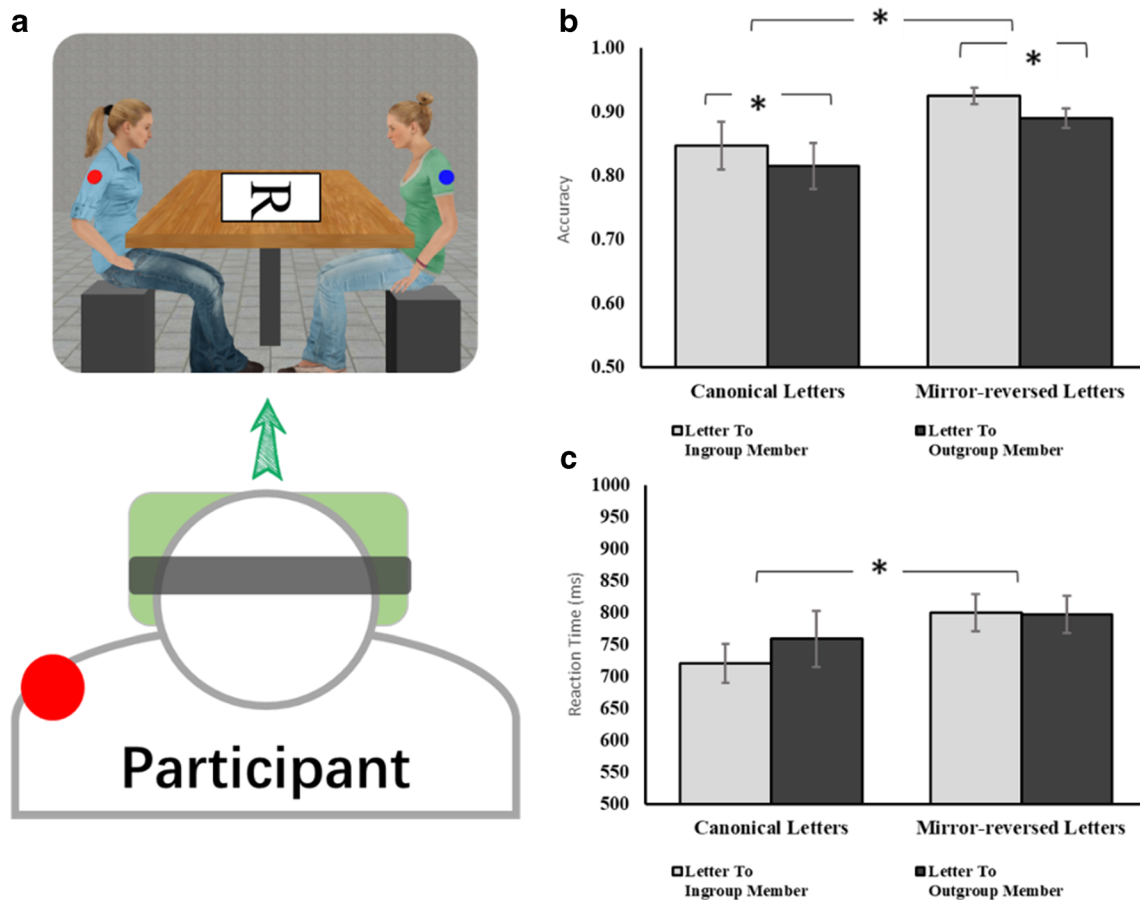 a
R
Participant
b
*
*
*
1.00
0.90
0.80
0.70
0.60
0.50
Accuracy
Canonical Letters
Mirror-reversed Letters
Letter To
Ingroup Member
Letter To
Outgroup Member
c
*
1000
950
900
850
800
750
700
650
600
550
500
Reaction Time (ms)
Canonical Letters
Mirror-reversed Letters
Letter To
Ingroup Member
Letter To
Outgroup Member